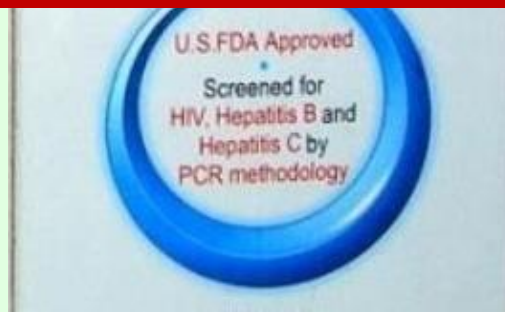 U.S.FDA Approved
Screened for
HIV, Hepatitis B and
Hepatitis C by
PCR methodology